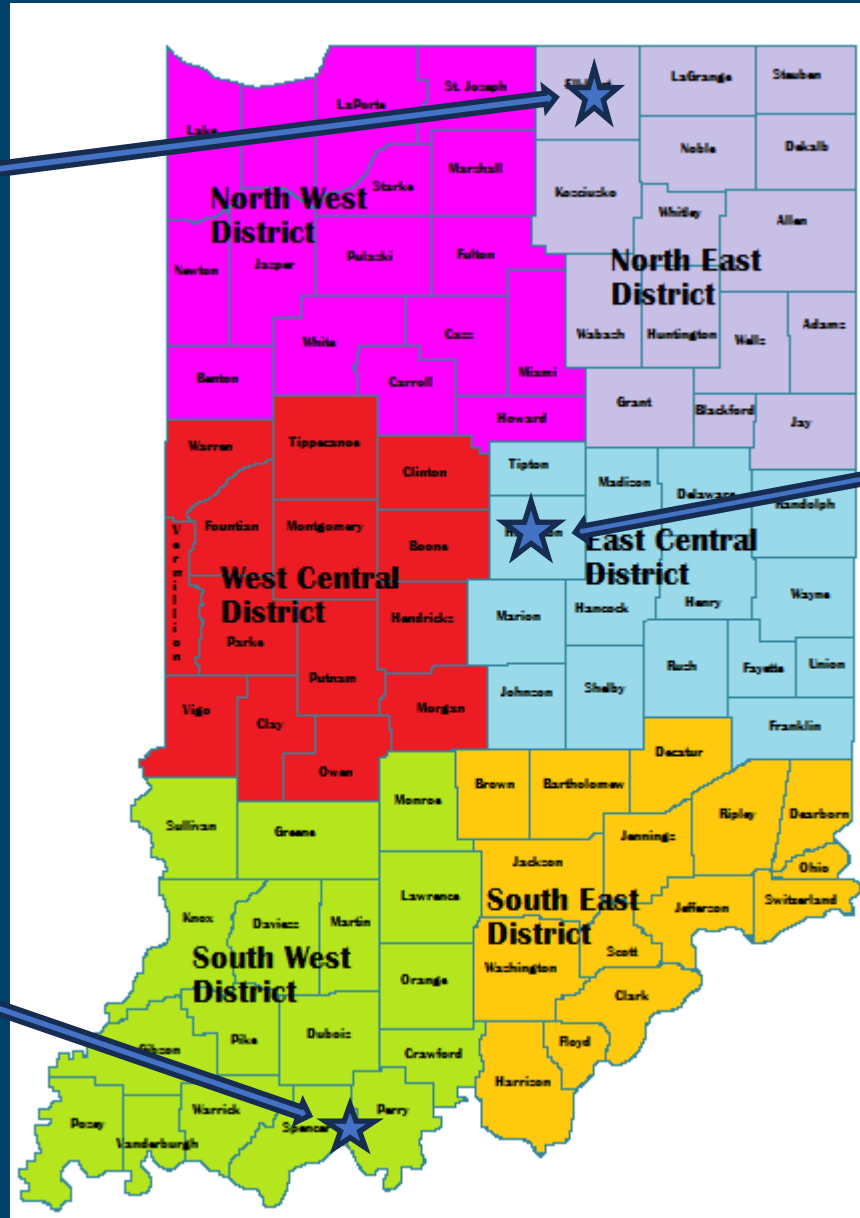 St. Joseph
LaGrange
Steuben
LaPorte
Lake
Noble
Dekalb
Marshall
Starke
Kosciusko
North West
District
Whitley
Allen
Pulaski
Fulton
Newton
Jasper
North East
District
Wabash
Huntington
Wells
Adams
White
Cass
Miami
Benton
Carroll
Grant
Blackford
Jay
Howard
Warren
Tippecanoe
Clinton
Tipton
Madison
Delaware
Randolph
Fountian
Montgomery
Boone
East Central
District
Vermillion
West Central
District
Parke
Hendricks
Marion
Hancock
Henry
Wayne
Putnam
Rush
Fayette
Union
Vigo
Clay
Morgan
Johnson
Shelby
Franklin
Owen
Decatur
Monroe
Brown
Bartholomew
Ripley
Dearborn
Sullivan
Greene
Jennings
Jackson
Ohio
Lawrence
South East
District
Jefferson
Switzerland
Knox
Daviess
Martin
South West
District
Orange
Washington
Scott
Clark
Gibson
Pike
Dubois
Crawford
Floyd
Harrison
Posey
Vanderburgh
Warrick
Spencer
Perry